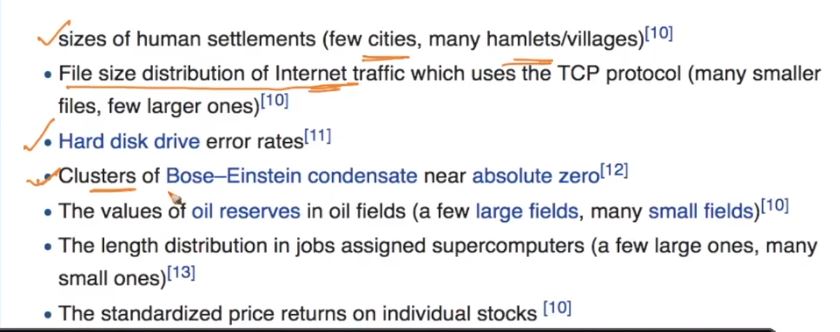 sizes of human settlements (few cities, many hamlets/villages)[10]
• File size distribution of Internet traffic which uses the TCP protocol (many smaller
files, few larger ones)[10]
• Hard disk drive error rates[11]
• Clusters of Bose–Einstein condensate near absolute zero[12]
• The values of oil reserves in oil fields (a few large fields, many small fields)[10]
• The length distribution in jobs assigned supercomputers (a few large ones, many
small ones)[13]
• The standardized price returns on individual stocks [10]